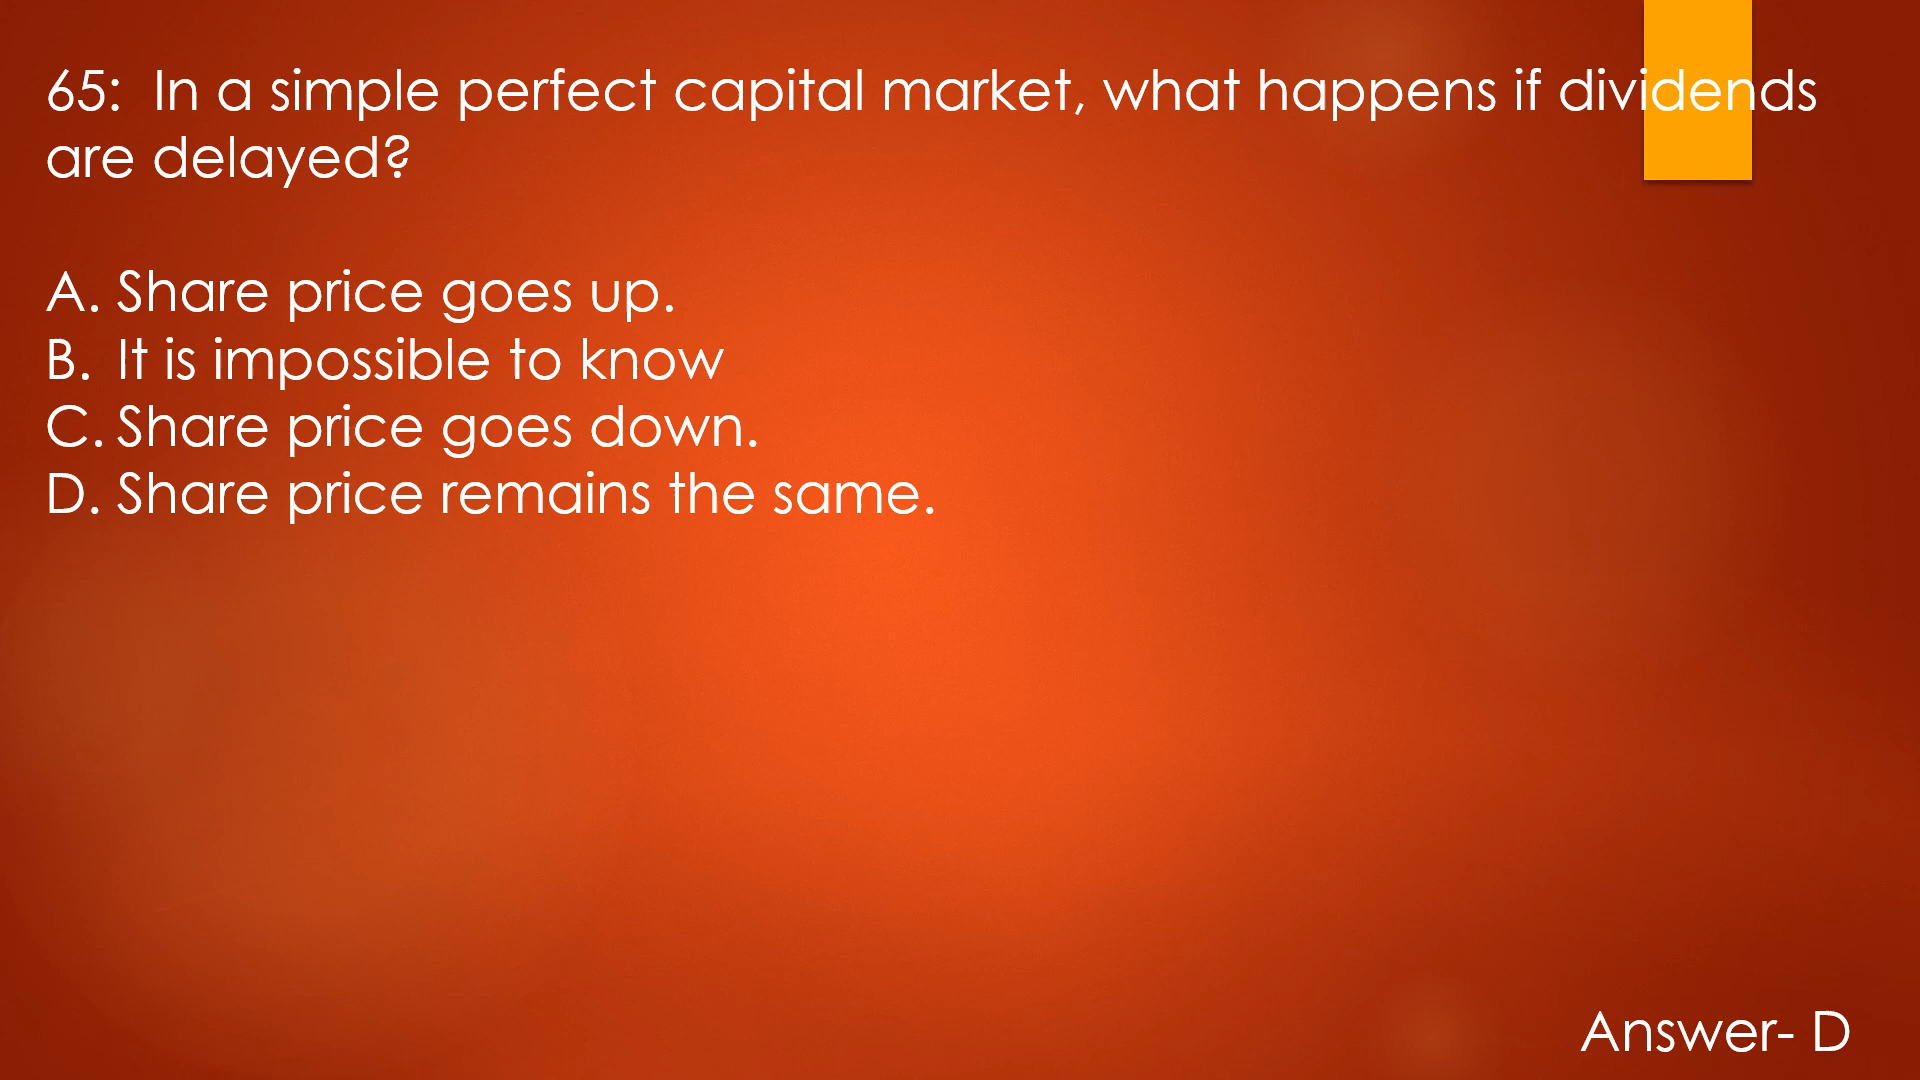 65:  In a simple perfect capital market, what happens if dividends
are delayed?
A. Share price goes up.
B. It is impossible to know
C. Share price goes down.
D. Share price remains the same.
Answer- D